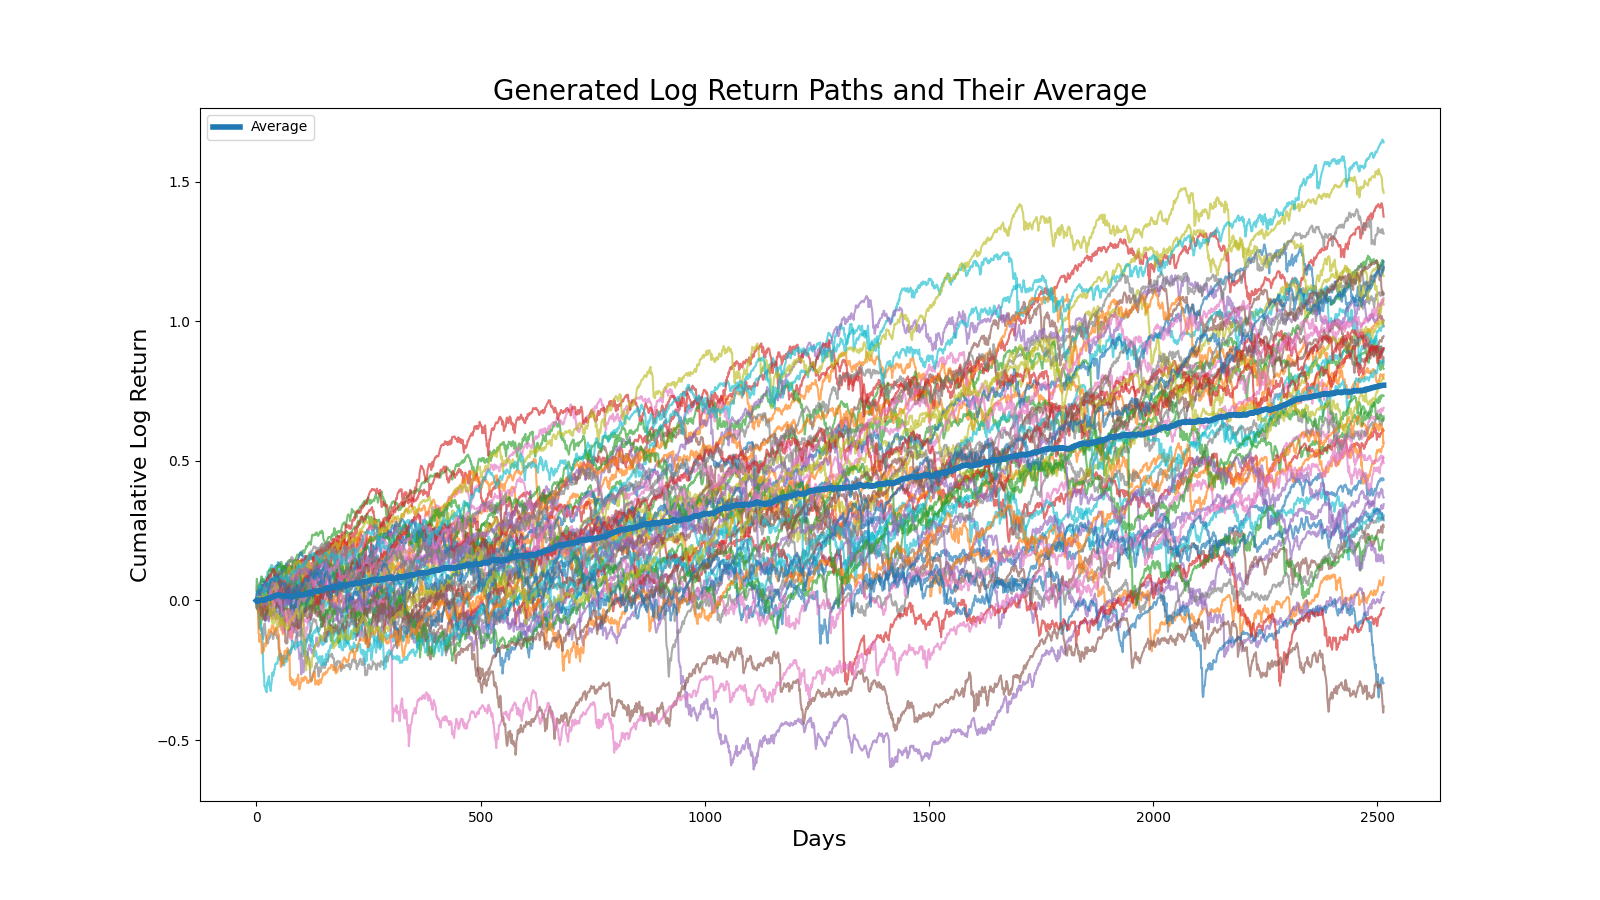 Generated Log Return Paths and Their Average
Average
Cumalative Log Return
1.5
1.0
0.5
0.0
−0.5
0
500
1000
1500
2000
2500
Days